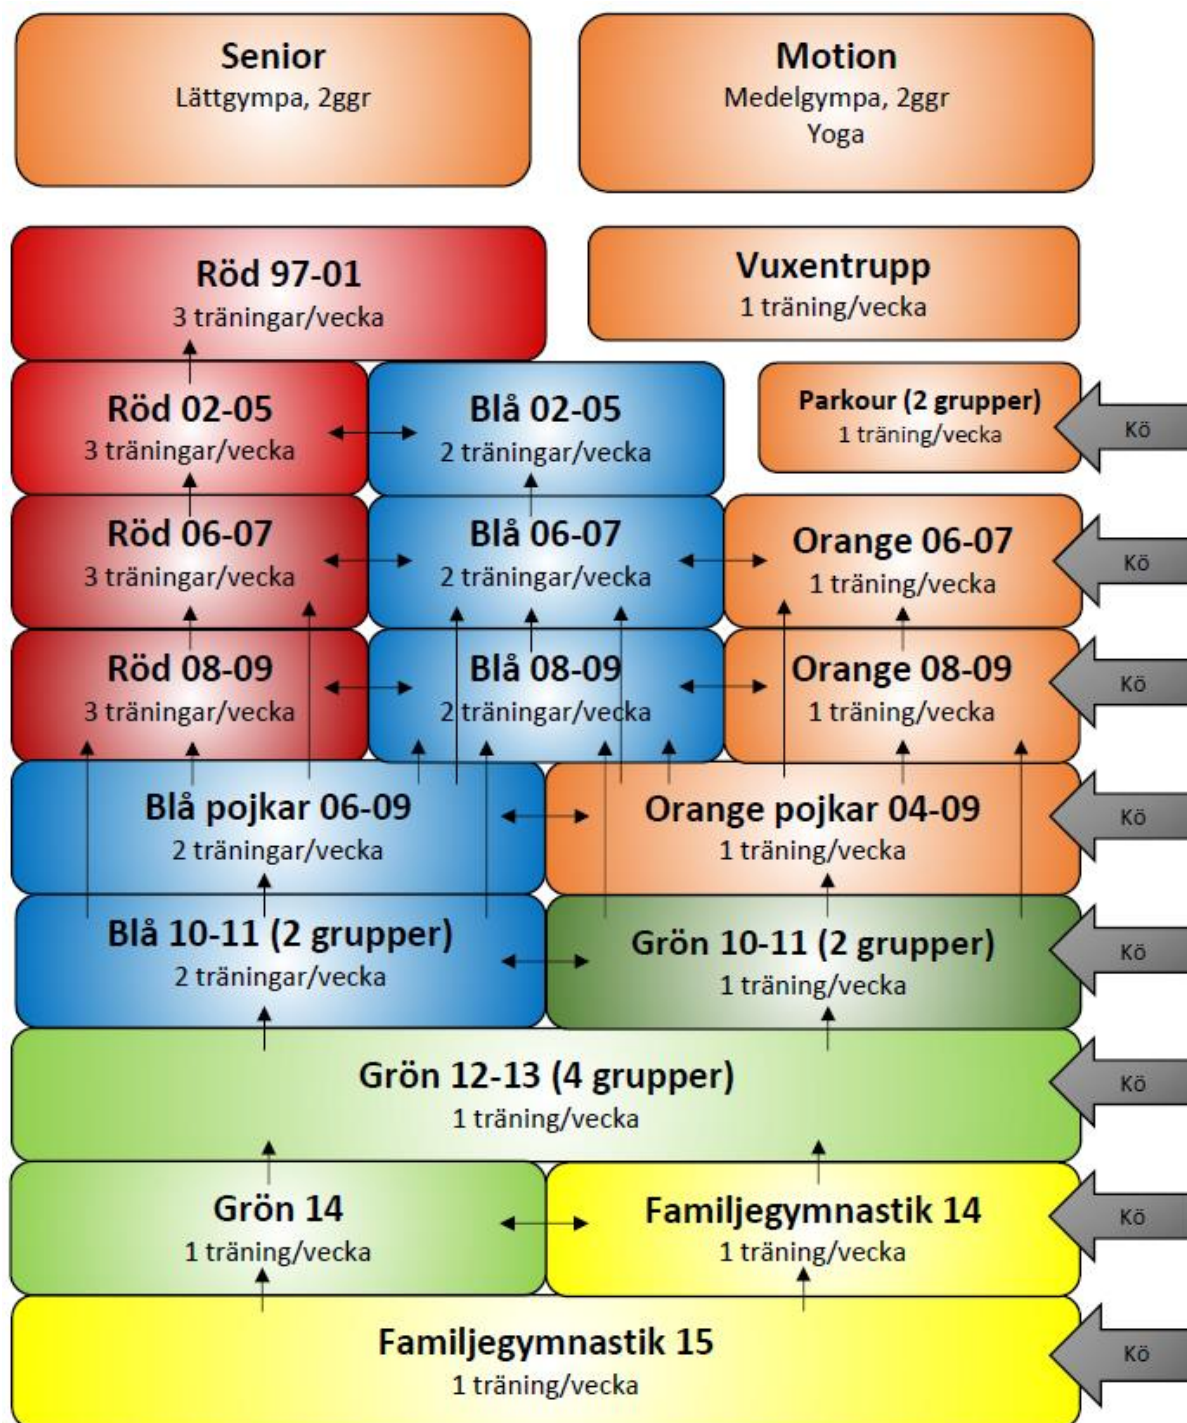 Senior
Lättgympa, 2ggr
Motion
Medelgympa, 2ggr
Yoga
Röd 97-01
3 träningar/vecka
Vuxentrupp
1 träning/vecka
Röd 02-05
3 träningar/vecka
Blå 02-05
2 träningar/vecka
Parkour (2 grupper)
1 träning/vecka
Kö
Röd 06-07
3 träningar/vecka
Blå 06-07
2 träningar/vecka
Orange 06-07
1 träning/vecka
Kö
Röd 08-09
3 träningar/vecka
Blå 08-09
2 träningar/vecka
Orange 08-09
1 träning/vecka
Kö
Blå pojkar 06-09
2 träningar/vecka
Orange pojkar 04-09
1 träning/vecka
Kö
Blå 10-11 (2 grupper)
2 träningar/vecka
Grön 10-11 (2 grupper)
1 träning/vecka
Kö
Grön 12-13 (4 grupper)
1 träning/vecka
Kö
Grön 14
1 träning/vecka
Familjegymnastik 14
1 träning/vecka
Kö
Familjegymnastik 15
1 träning/vecka
Kö